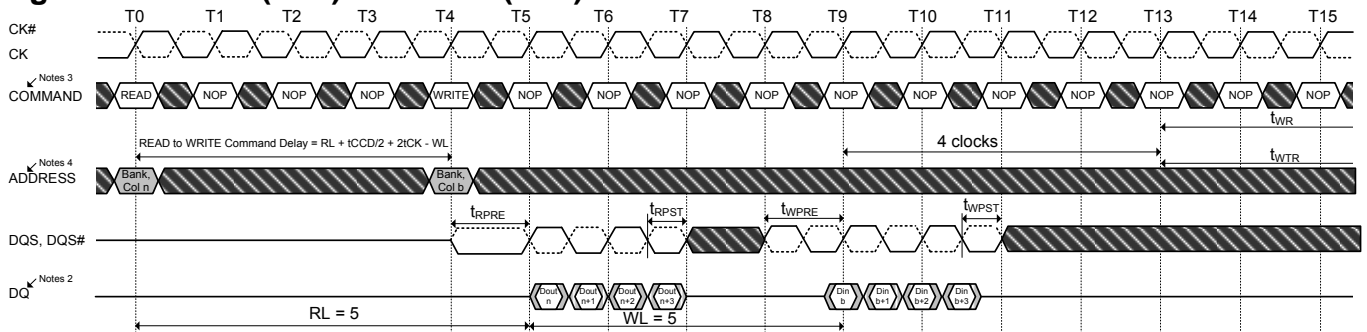 T0 T1 T2 T3 T4 T5 T6 T7 T8 T9 T10 T11 T12 T13 T14 T15
CK#
CK
Notes 3
COMMAND READ NOP NOP NOP WRITE NOP NOP NOP NOP NOP NOP NOP NOP NOP NOP NOP
tWR
READ to WRITE Command Delay = RL + tCCD/2 + 2tCK - WL
4 clocks
tWTR
Notes 4
ADDRESS Bank, Col n Bank, Col b
tRPRE tRPST tWPRE tWPST
DQS, DQS#
Notes 2
DQ Dout n Dout n+1 Dout n+2 Dout n+3 Din b Din b+1 Din b+2 Din b+3
RL = 5 WL = 5